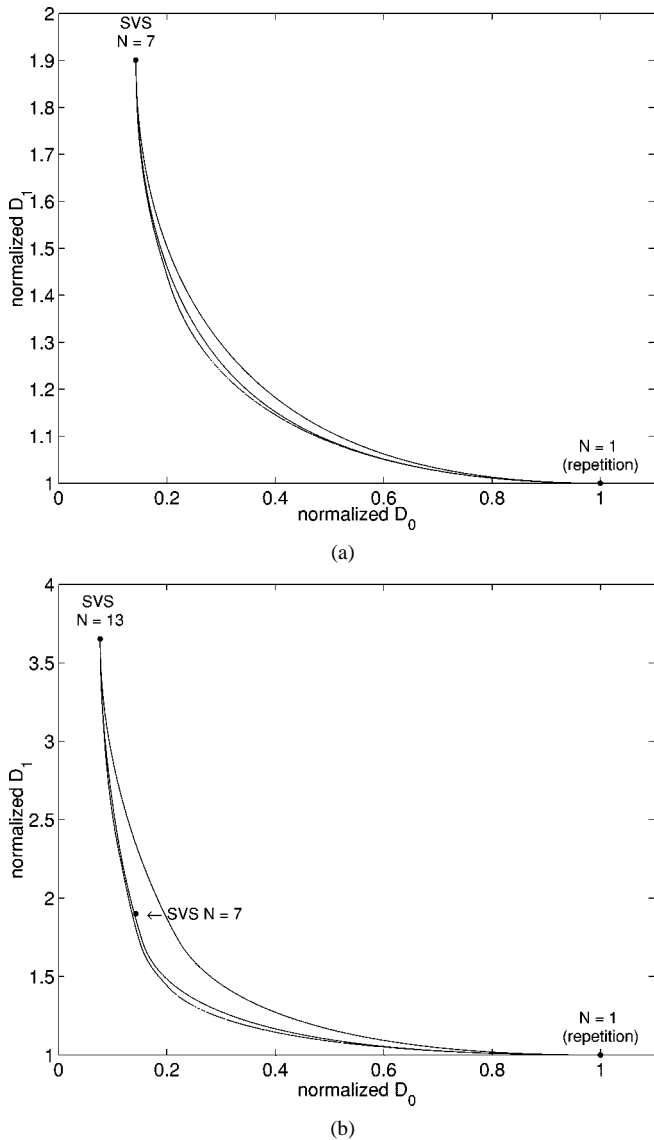 2
1.9
1.8
1.7
1.6
1.5
1.4
1.3
1.2
1.1
1
normalized D1
SVS
N = 7
N = 1
(repetition)
0
0.2
0.4
0.6
0.8
1
normalized D0
(a)
4
3.5
3
2.5
2
1.5
1
normalized D1
SVS
N = 13
← SVS N = 7
N = 1
(repetition)
0
0.2
0.4
0.6
0.8
1
normalized D0
(b)